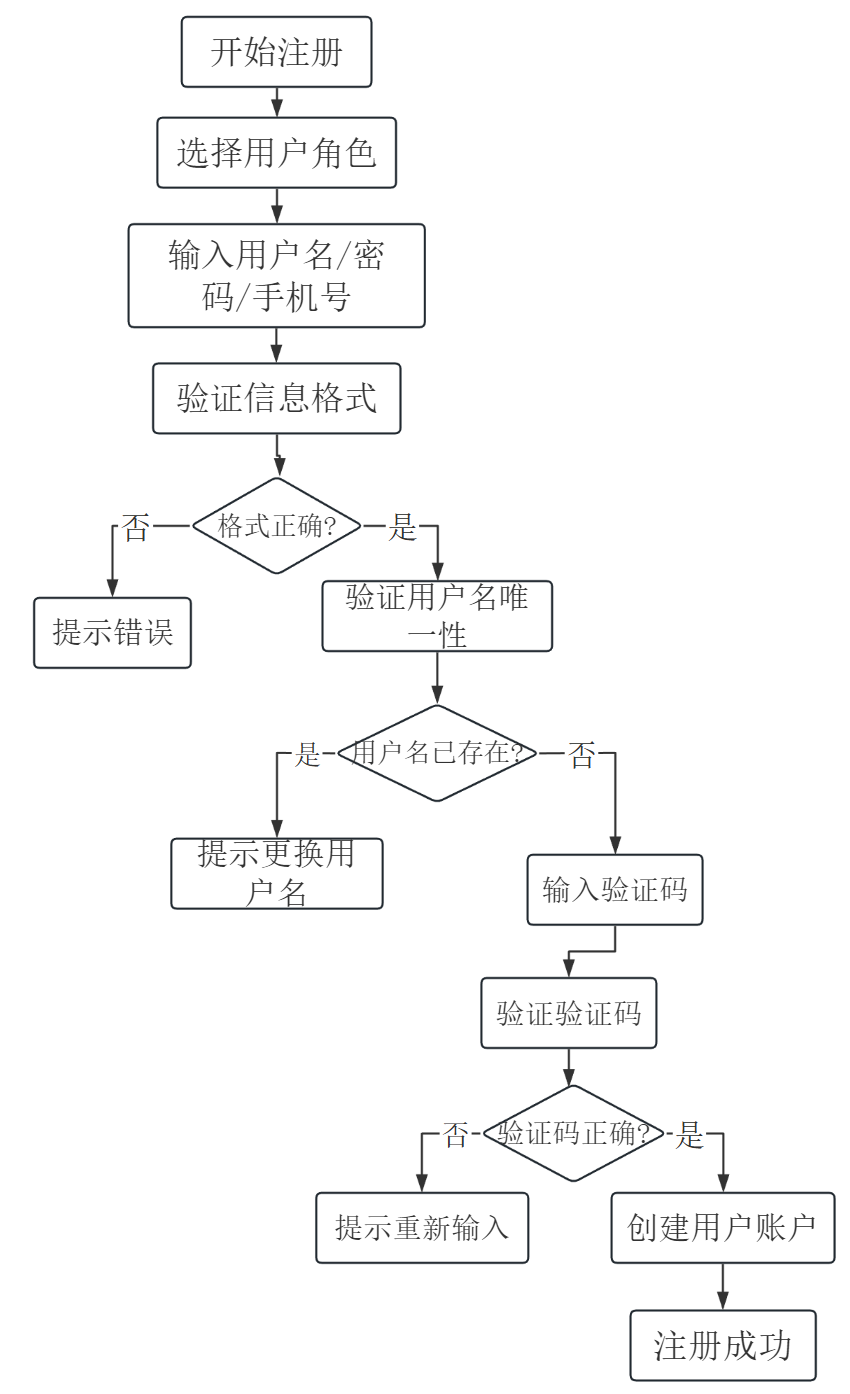 开始注册
选择用户角色
输入用户名/密
码/手机号
验证信息格式
格式正确?
否
是
提示错误
验证用户名唯
一性
用户名已存在?
是
否
提示更换用
户名
输入验证码
验证验证码
验证码正确?
否
是
提示重新输入
创建用户账户
注册成功